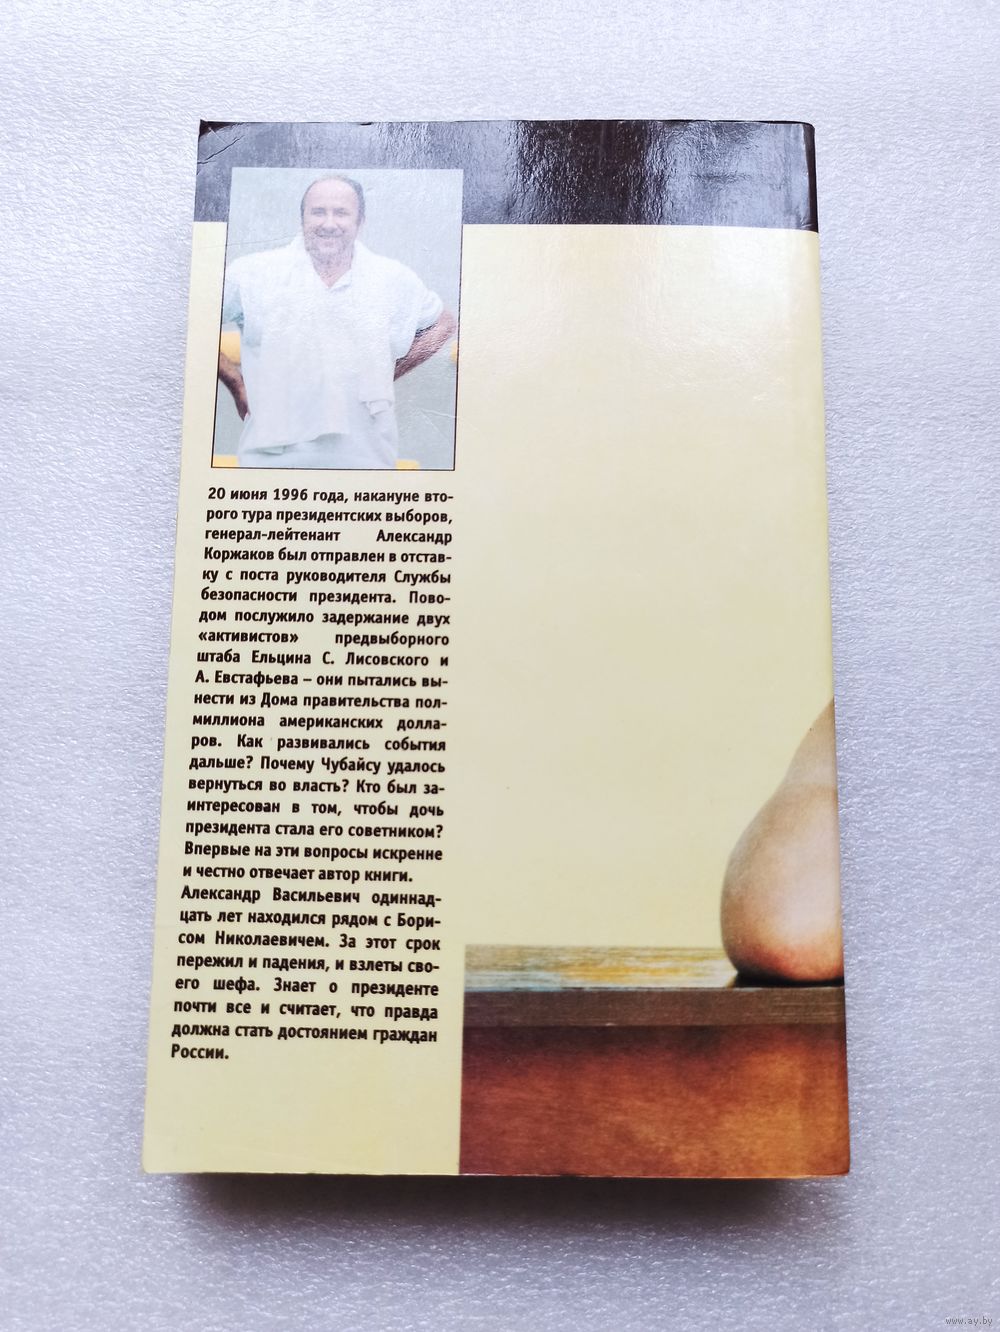 20 июня 1996 года, накануне вто-
рого тура президентских выборов,
генерал-лейтенант Александр
Коржаков был отправлен в отстав-
ку с поста руководителя Службы
безопасности президента. Пово-
дом послужило задержание двух
«активистов» предвыборного
штаба Ельцина С. Лисовского и
А. Евстафьева – они пытались вы-
нести из Дома правительства пол-
миллиона американских долла-
ров. Как развивались события
дальше? Почему Чубайсу удалось
вернуться во власть? Кто был за-
интересован в том, чтобы дочь
президента стала его советником?
Впервые на эти вопросы искренне
и честно отвечает автор книги.
Александр Васильевич одиннад-
цать лет находился рядом с Бори-
сом Николаевичем. За этот срок
пережил и падения, и взлеты сво-
его шефа. Знает о президенте
почти все и считает, что правда
должна стать достоянием граждан
России.
www.ay.by